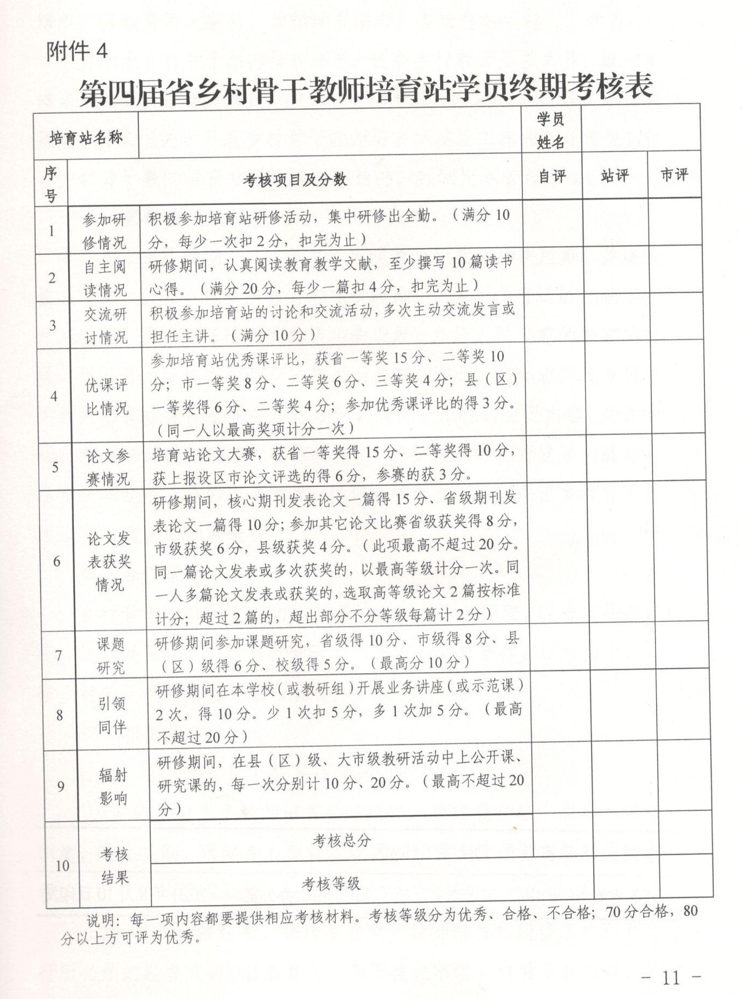 附件 4
第四届省乡村骨干教师培育站学员终期考核表
培育站名称
学员
姓名
序
号
考核项目及分数
自评
站评
市评
1
参加研
修情况
积极参加培育站研修活动，集中研修出全勤。（满分 10
分，每少一次扣 2 分，扣完为止）
2
自主阅
读情况
研修期间，认真阅读教育教学文献，至少撰写 10 篇读书
心得。（满分 20 分，每少一篇扣 4 分，扣完为止）
3
交流研
讨情况
积极参加培育站的讨论和交流活动，多次主动交流发言或
担任主讲。（满分 10 分）
4
优课评
比情况
参加培育站优秀课评比，获省一等奖 15 分、二等奖 10
分；市一等奖 8 分、二等奖 6 分、三等奖 4 分；县（区）
一等奖得 6 分、二等奖 4 分；参加优秀课评比的得 3 分。
（同一人以最高奖项计分一次）
5
论文参
赛情况
培育站论文大赛，获省一等奖得 15 分、二等奖得 10 分，
获上报设区市论文评选的得 6 分，参赛的获 3 分。
6
论文发
表获奖
情况
研修期间，核心期刊发表论文一篇得 15 分、省级期刊发
表论文一篇得 10 分；参加其它论文比赛省级获奖得 8 分，
市级获奖 6 分，县级获奖 4 分。（此项最高不超过 20 分。
同一篇论文发表或多次获奖的，以最高等级计分一次。同
一人多篇论文发表或获奖的，选取高等级论文 2 篇按标准
计分；超过 2 篇的，超出部分不分等级每篇计 2 分）
7
课题
研究
研修期间参加课题研究，省级得 10 分、市级得 8 分、县
（区）级得 6 分、校级得 5 分。（最高分 10 分）
8
引领
同伴
研修期间在本学校（或教研组）开展业务讲座（或示范课）
2 次，得 10 分。少 1 次扣 5 分，多 1 次加 5 分。（最高
不超过 20 分）
9
辐射
影响
研修期间，在县（区）级、大市级教研活动中上公开课、
研究课的，每一次分别计 10 分、20 分。（最高不超过 20
分）
10
考核
结果
考核总分
考核等级
说明：每一项内容都要提供相应考核材料。考核等级分为优秀、合格、不合格；70 分合格，80
分以上方可评为优秀。
- 11 -